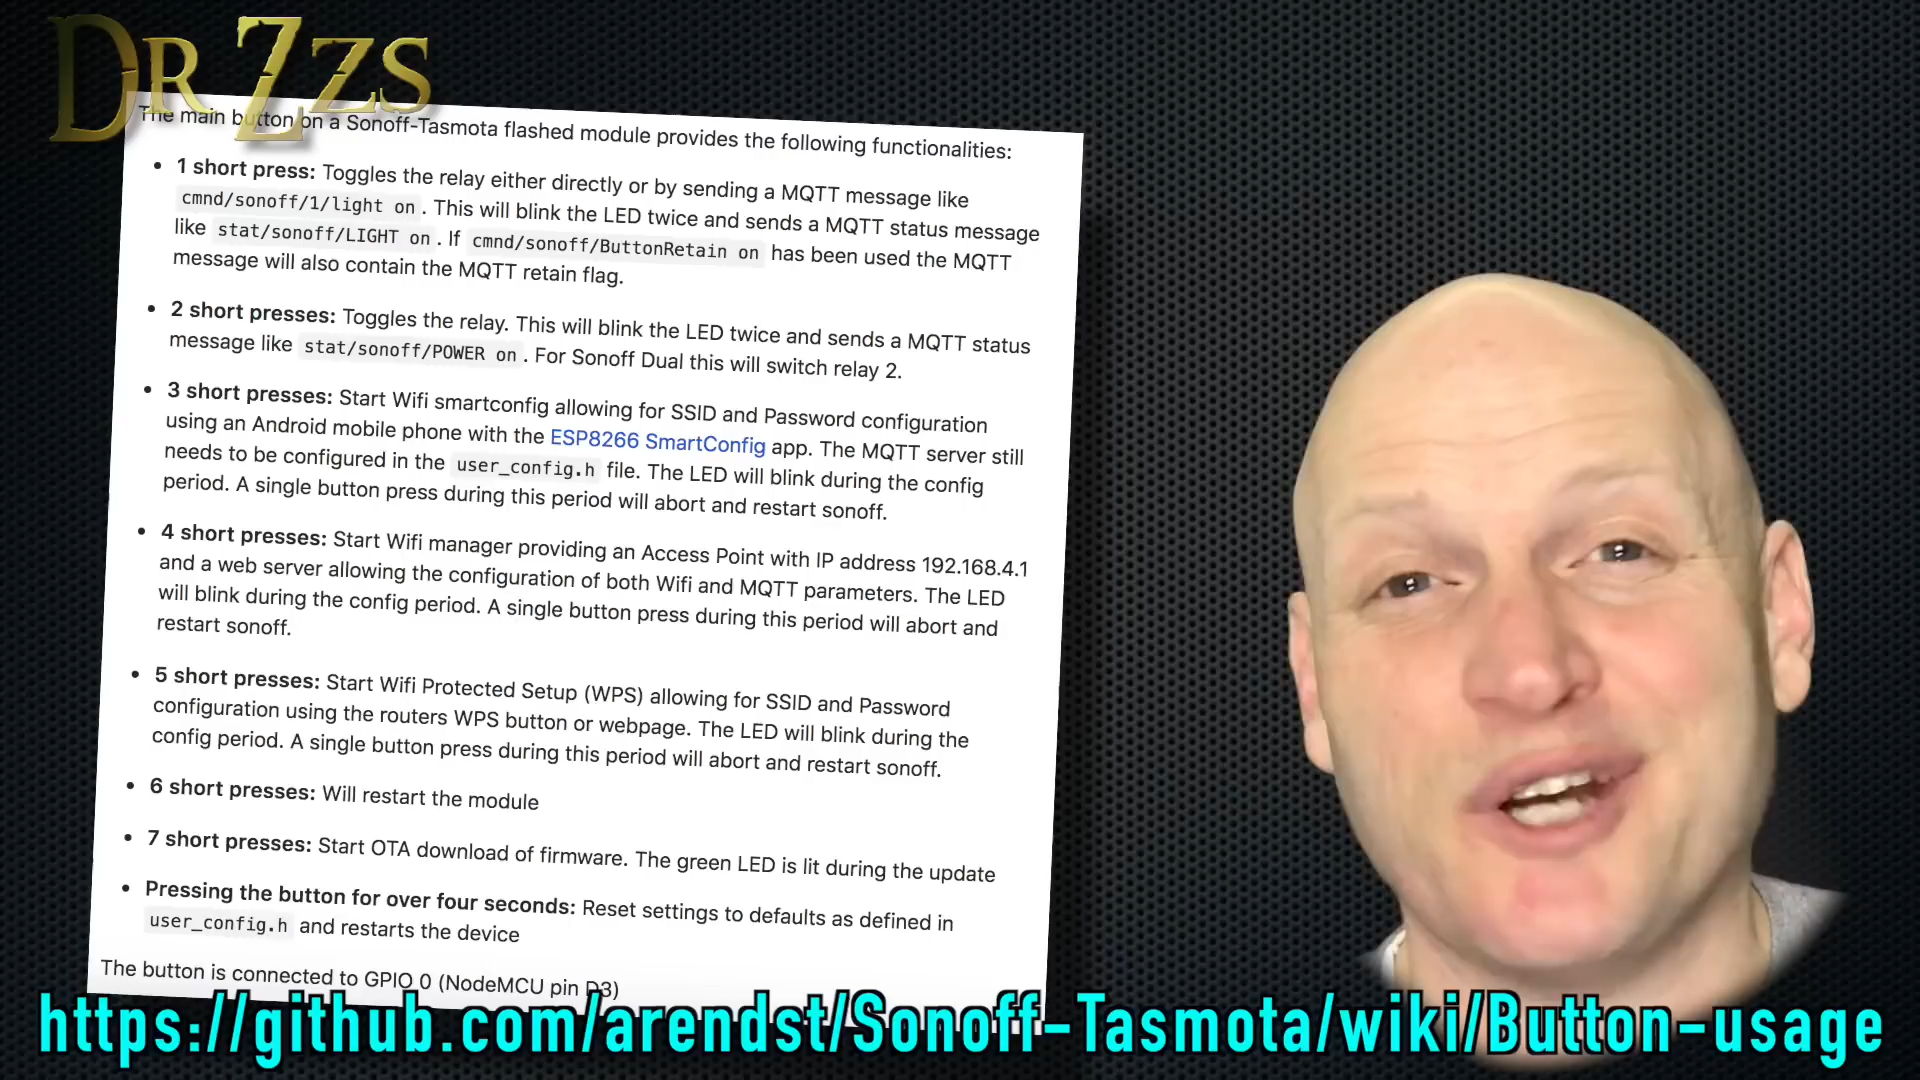 DrZzs
The main button on a Sonoff-Tasmota flashed module provides the following functionalities:
• 1 short press: Toggles the relay either directly or by sending a MQTT message like
cmnd/sonoff/1/light on . This will blink the LED twice and sends a MQTT status message
like stat/sonoff/LIGHT on . If cmnd/sonoff/ButtonRetain on has been used the MQTT
message will also contain the MQTT retain flag.
• 2 short presses: Toggles the relay. This will blink the LED twice and sends a MQTT status
message like stat/sonoff/POWER on . For Sonoff Dual this will switch relay 2.
• 3 short presses: Start Wifi smartconfig allowing for SSID and Password configuration
using an Android mobile phone with the ESP8266 SmartConfig app. The MQTT server still
needs to be configured in the user_config.h file. The LED will blink during the config
period. A single button press during this period will abort and restart sonoff.
• 4 short presses: Start Wifi manager providing an Access Point with IP address 192.168.4.1
and a web server allowing the configuration of both Wifi and MQTT parameters. The LED
will blink during the config period. A single button press during this period will abort and
restart sonoff.
• 5 short presses: Start Wifi Protected Setup (WPS) allowing for SSID and Password
configuration using the routers WPS button or webpage. The LED will blink during the
config period. A single button press during this period will abort and restart sonoff.
• 6 short presses: Will restart the module
• 7 short presses: Start OTA download of firmware. The green LED is lit during the update
• Pressing the button for over four seconds: Reset settings to defaults as defined in
user_config.h and restarts the device
The button is connected to GPIO 0 (NodeMCU pin D3)
https://github.com/arendst/Sonoff-Tasmota/wiki/Button-usage